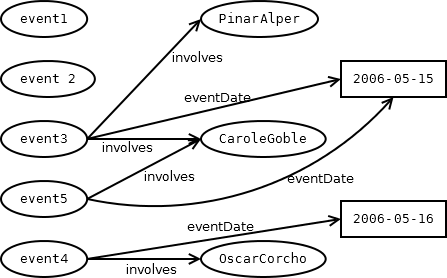 event1
PinarAlper
involves
event 2
2006-05-15
eventDate
event3
involves
CaroleGoble
involves
eventDate
event5
eventDate
2006-05-16
event4
involves
OscarCorcho